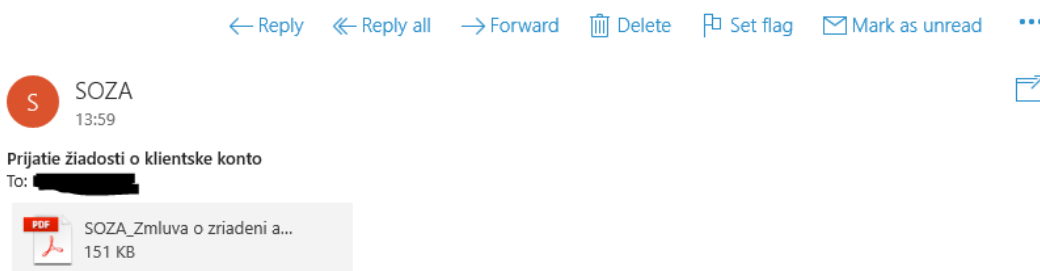 Reply Reply all Forward Delete Set flag Mark as unread
S
SOZA
13:59
Prijatie žiadosti o klientske konto
To:
PDF
SOZA_Zmluva o zriadeni a...
151 KB